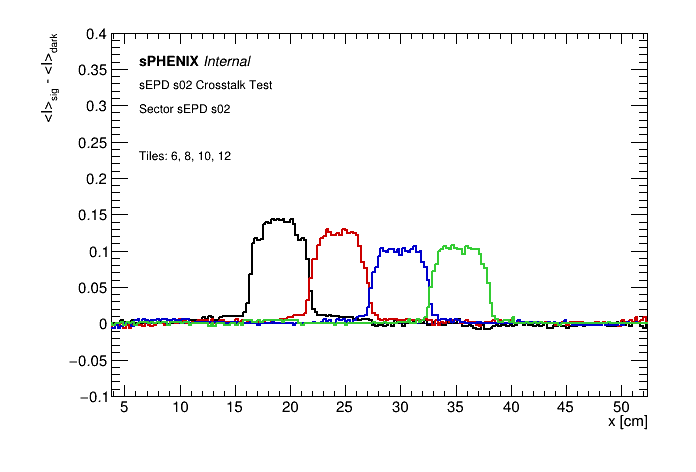 <I>sig - <I>dark
0.4
0.35
0.3
0.25
0.2
0.15
0.1
0.05
0
−0.05
−0.1
sPHENIX Internal
sEPD s02 Crosstalk Test
Sector sEPD s02
Tiles: 6, 8, 10, 12
5 10 15 20 25 30 35 40 45 50
x [cm]